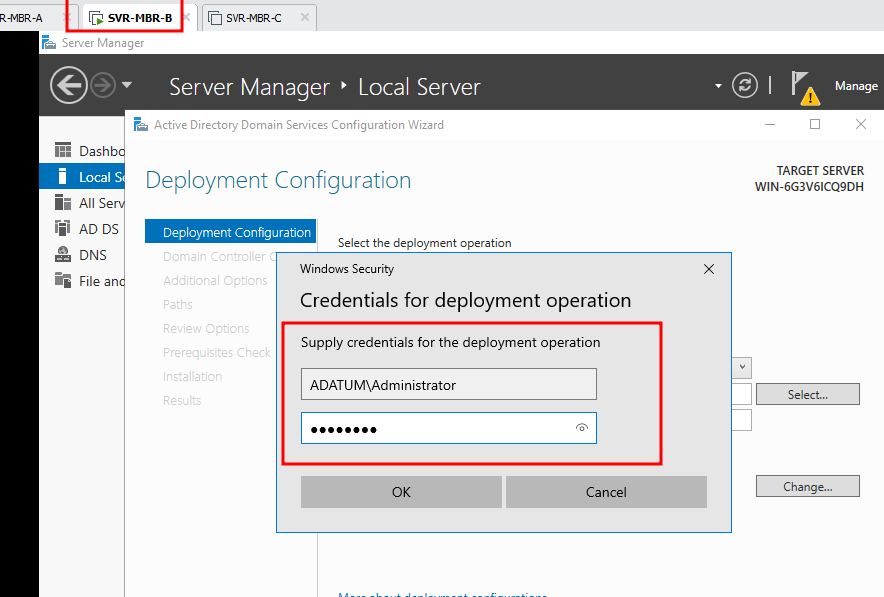 R-MBR-A
SVR-MBR-B
SVR-MBR-C
Server Manager
Server Manager
Local Server
Manage
Active Directory Domain Services Configuration Wizard
Dashbo
Local Se
All Serv
AD DS
DNS
File and
Deployment Configuration
TARGET SERVER
WIN-6G3V6ICQ9DH
Deployment Configuration
Domain Controller
Additional Options
Paths
Review Options
Prerequisites Check
Installation
Results
Select the deployment operation
Windows Security
Credentials for deployment operation
Supply credentials for the deployment operation
ADATUM\Administrator
●●●●●●●●
OK
Cancel
Select...
Change...
More about deployment configurations